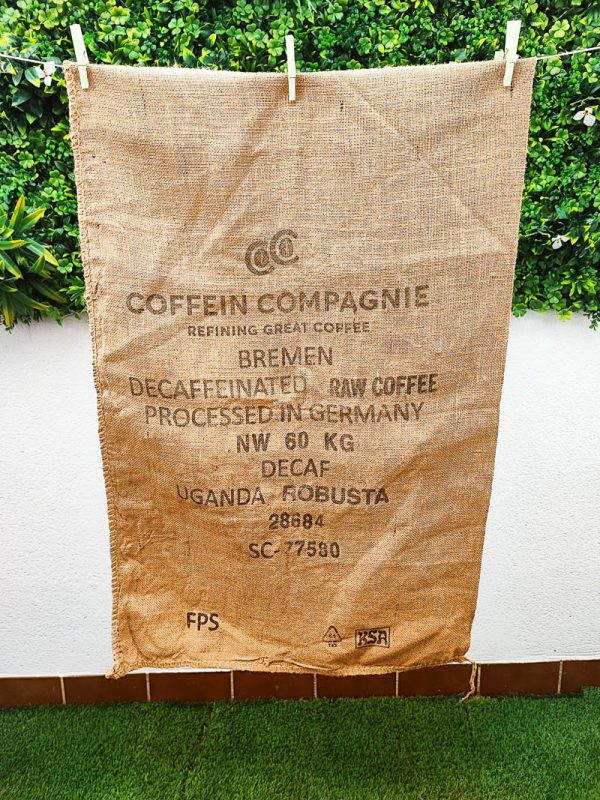 COFFEIN COMPAGNIE
REFINING GREAT COFFEE
BREMEN
DECAFFEINATED RAW COFFEE
PROCESSED IN GERMANY
NW 60 KG
DECAF
UGANDA ROBUSTA
28684
SC-77580
FPS
KSA